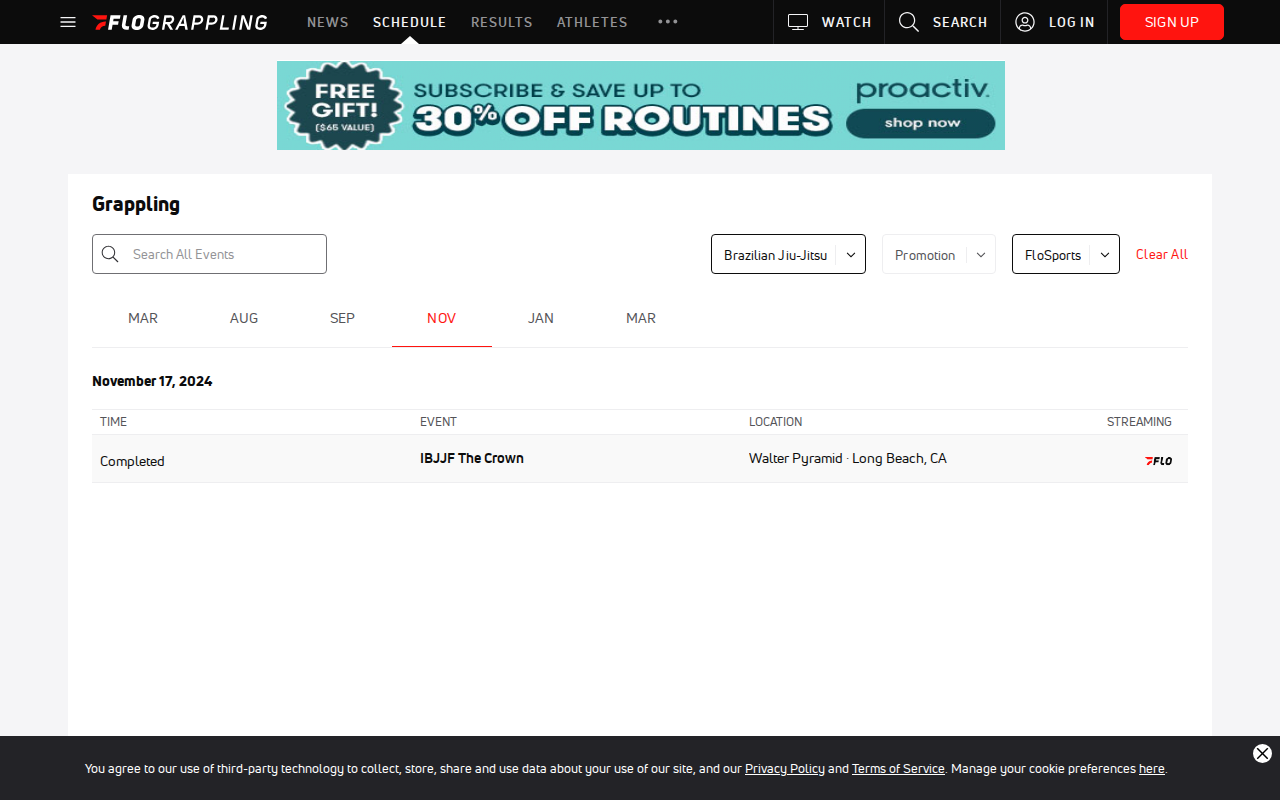 FLOGRAPPLING NEWS SCHEDULE RESULTS ATHLETES ••• WATCH SEARCH LOG IN SIGN UP
FREE GIFT! ($65 VALUE)
SUBSCRIBE & SAVE UP TO
30% OFF ROUTINES
proactiv.
shop now
Grappling
Search All Events Brazilian Jiu-Jitsu Promotion FloSports Clear All
MAR AUG SEP NOV JAN MAR
November 17, 2024
TIME EVENT LOCATION STREAMING
Completed IBJJF The Crown Walter Pyramid · Long Beach, CA FLO
You agree to our use of third-party technology to collect, store, share and use data about your use of our site, and our Privacy Policy and Terms of Service. Manage your cookie preferences here.